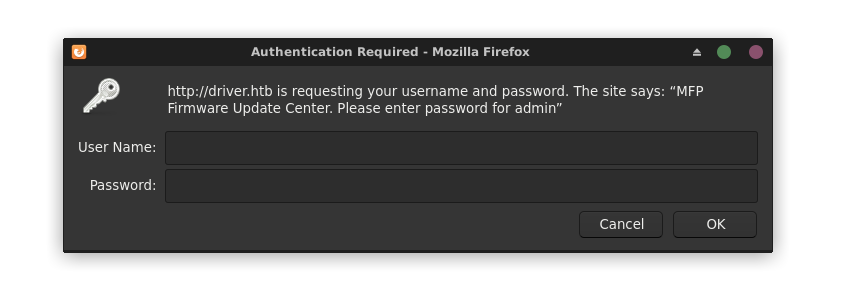 Authentication Required - Mozilla Firefox
http://driver.htb is requesting your username and password. The site says: “MFP
Firmware Update Center. Please enter password for admin”
User Name:
Password:
Cancel OK